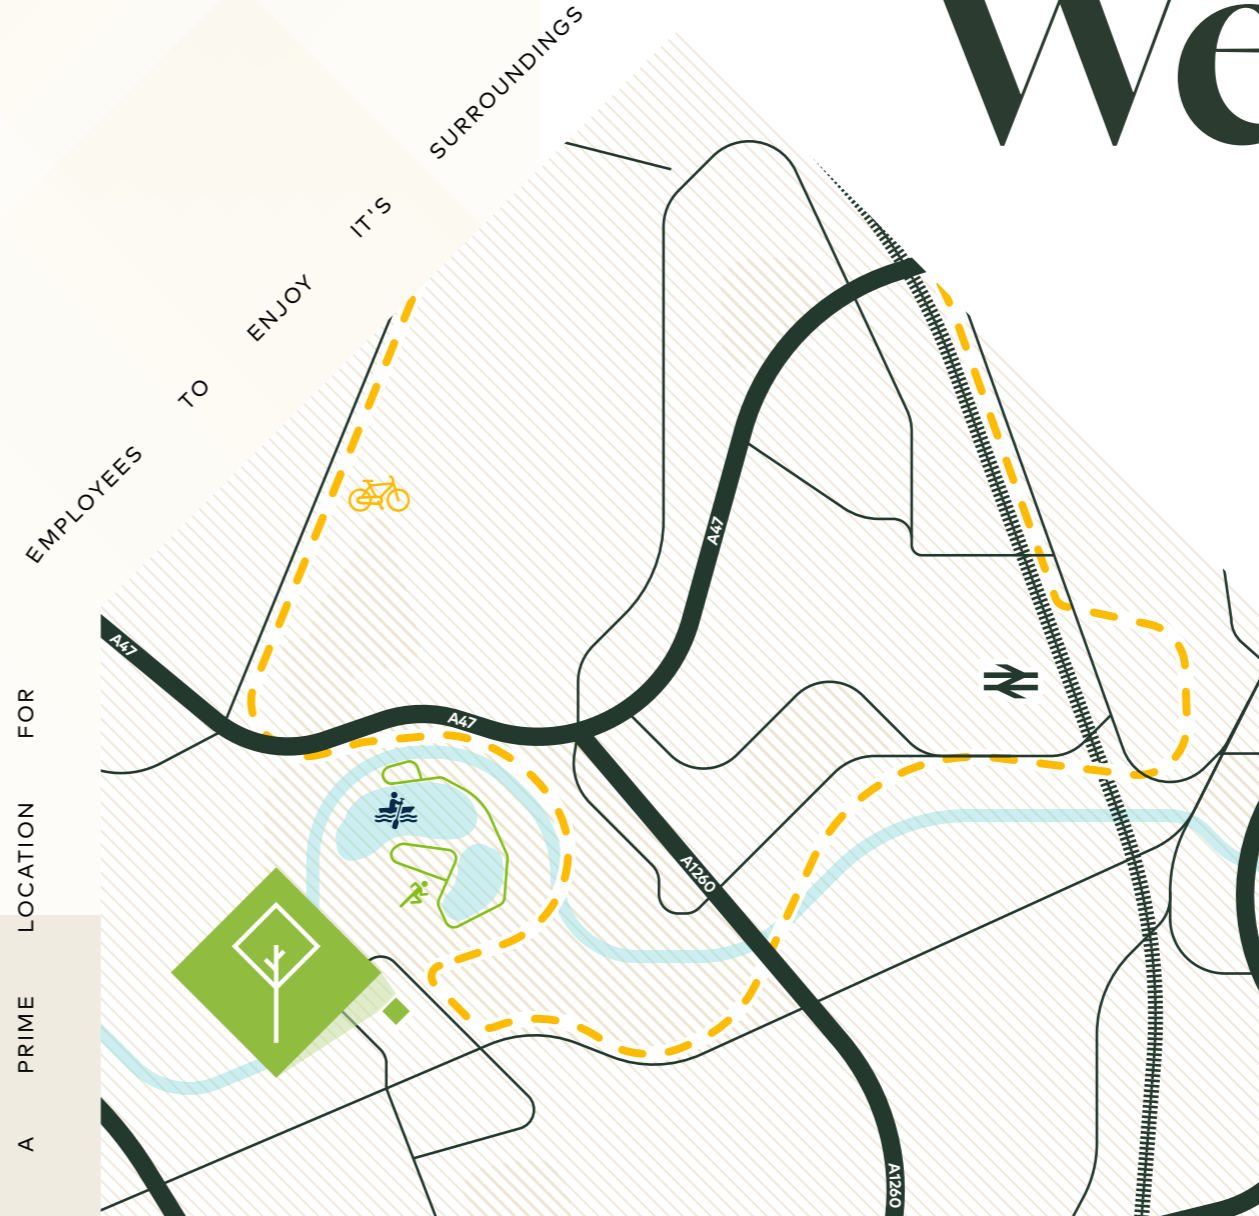 We
A PRIME LOCATION FOR
EMPLOYEES TO ENJOY IT'S SURROUNDINGS
A47
A47
A47
A1260
A1260